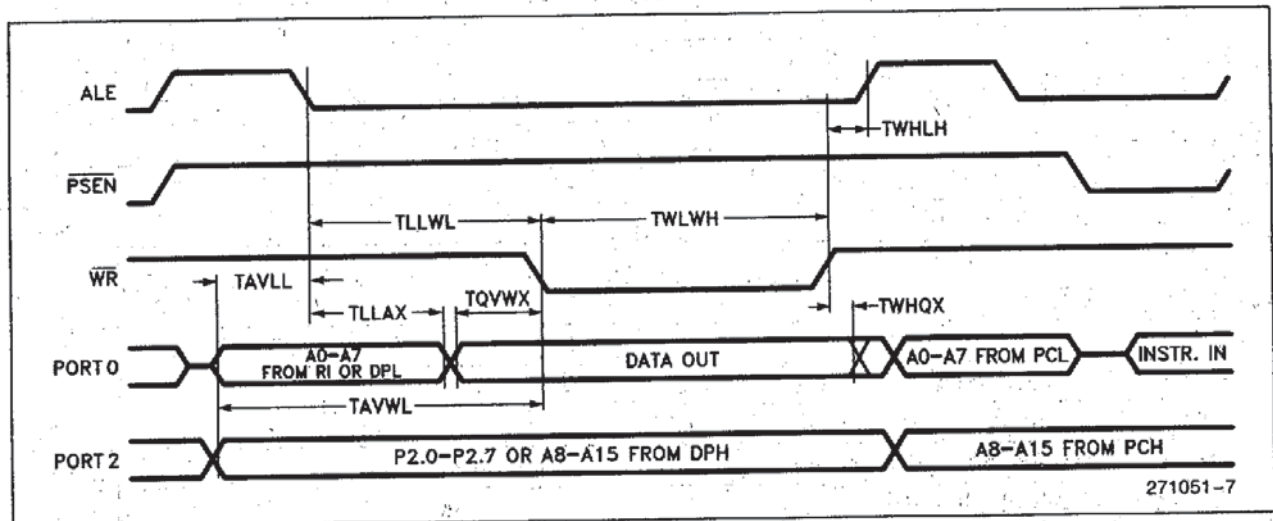 ALE
TWHLH
PSEN
TLLWL
TWLWH
WR
TAVLL
TLLAX
TQVWX
TWHQX
PORT 0
A0–A7
FROM RI OR DPL
DATA OUT
A0–A7 FROM PCL
INSTR. IN
TAVWL
PORT 2
P2.0–P2.7 OR A8–A15 FROM DPH
A8–A15 FROM PCH
271051–7